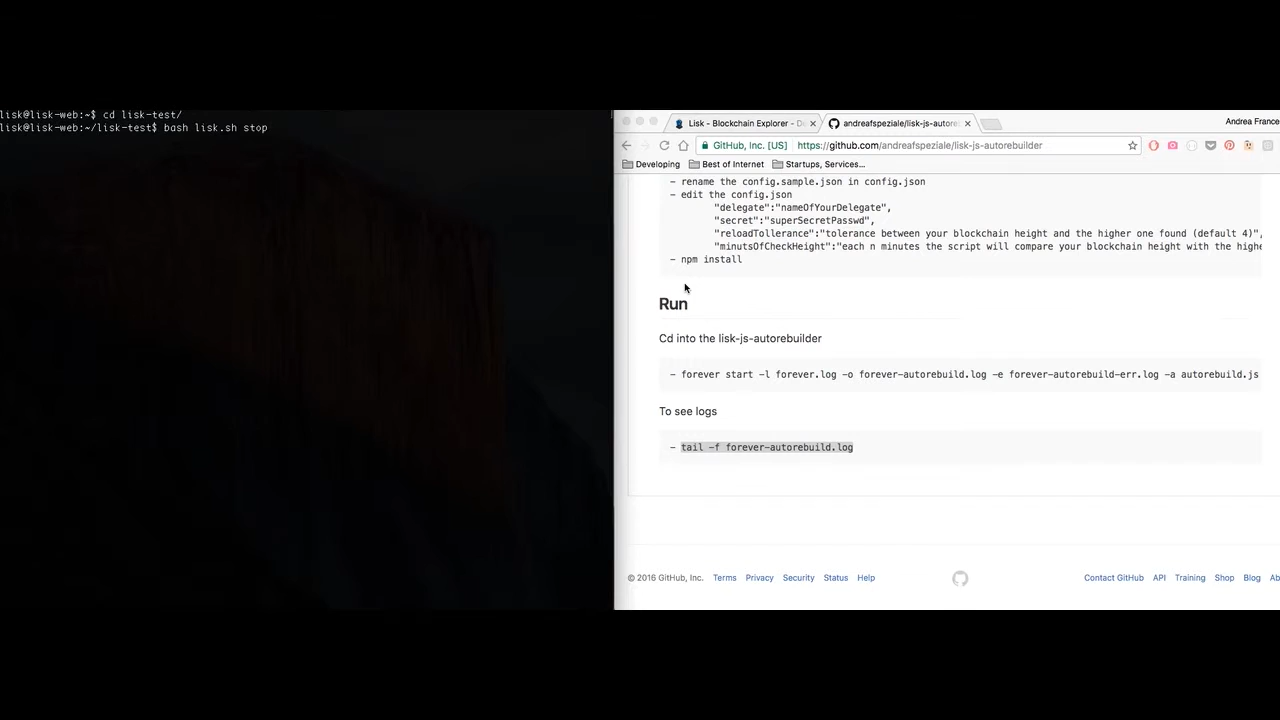 lisk@lisk-web:~$ cd lisk-test/
lisk@lisk-web:~/lisk-test$ bash lisk.sh stop
Lisk - Blockchain Explorer - D
andreafspeziale/lisk-js-autore
Andrea France
GitHub, Inc. [US]
https://github.com/andreafspeziale/lisk-js-autorebuilder
Developing
Best of Internet
Startups, Services...
- rename the config.sample.json in config.json
- edit the config.json
"delegate":"nameOfYourDelegate",
"secret":"superSecretPasswd",
"reloadTollerance":"tolerance between your blockchain height and the higher one found (default 4)",
"minutsOfCheckHeight":"each n minutes the script will compare your blockchain height with the highe
- npm install
Run
Cd into the lisk-js-autorebuilder
- forever start -l forever.log -o forever-autorebuild.log -e forever-autorebuild-err.log -a autorebuild.js
To see logs
- tail -f forever-autorebuild.log
© 2016 GitHub, Inc. Terms Privacy Security Status Help
Contact GitHub API Training Shop Blog Ab